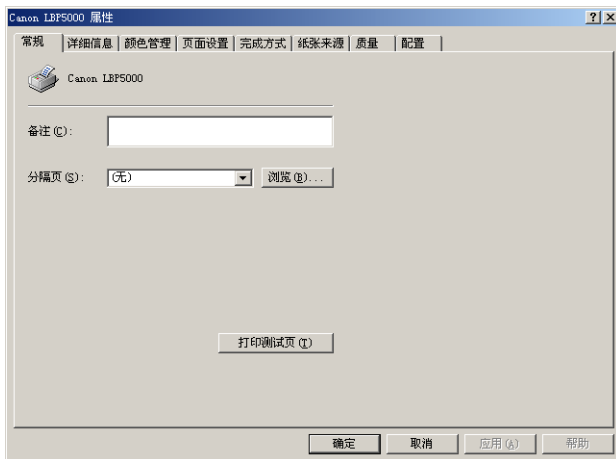 Canon LBP5000 属性
常规 详细信息 颜色管理 页面设置 完成方式 纸张来源 质量 配置
Canon LBP5000
备注(C):
分隔页(S): (无) 浏览(B)...
打印测试页(T)
确定 取消 应用(A) 帮助